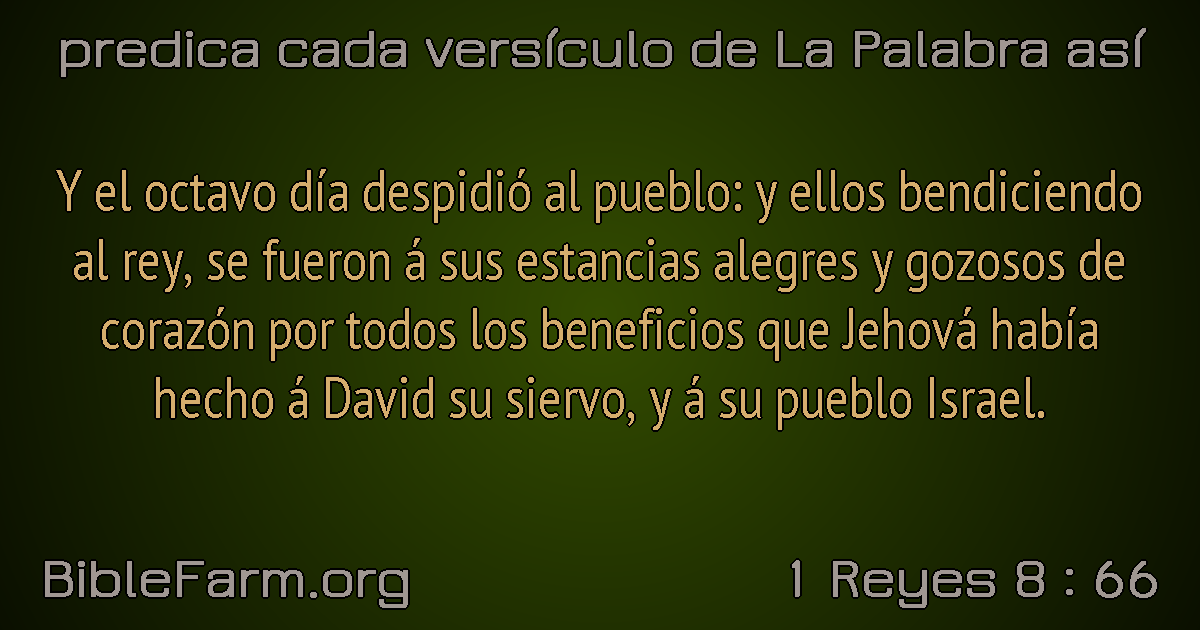 predica cada versículo de La Palabra así
Y el octavo día despidió al pueblo: y ellos bendiciendo
al rey, se fueron á sus estancias alegres y gozosos de
corazón por todos los beneficios que Jehová había
hecho á David su siervo, y á su pueblo Israel.
BibleFarm.org
1 Reyes 8 : 66